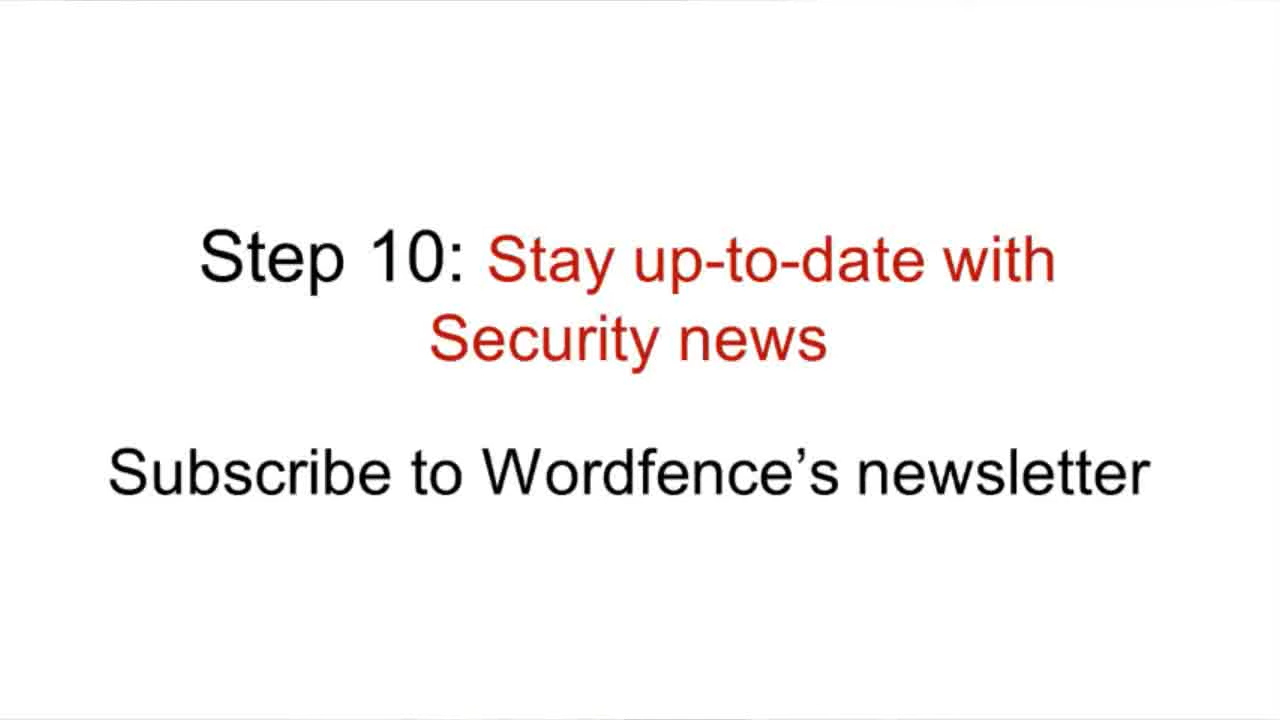 Step 10: Stay up-to-date with
Security news
Subscribe to Wordfence’s newsletter